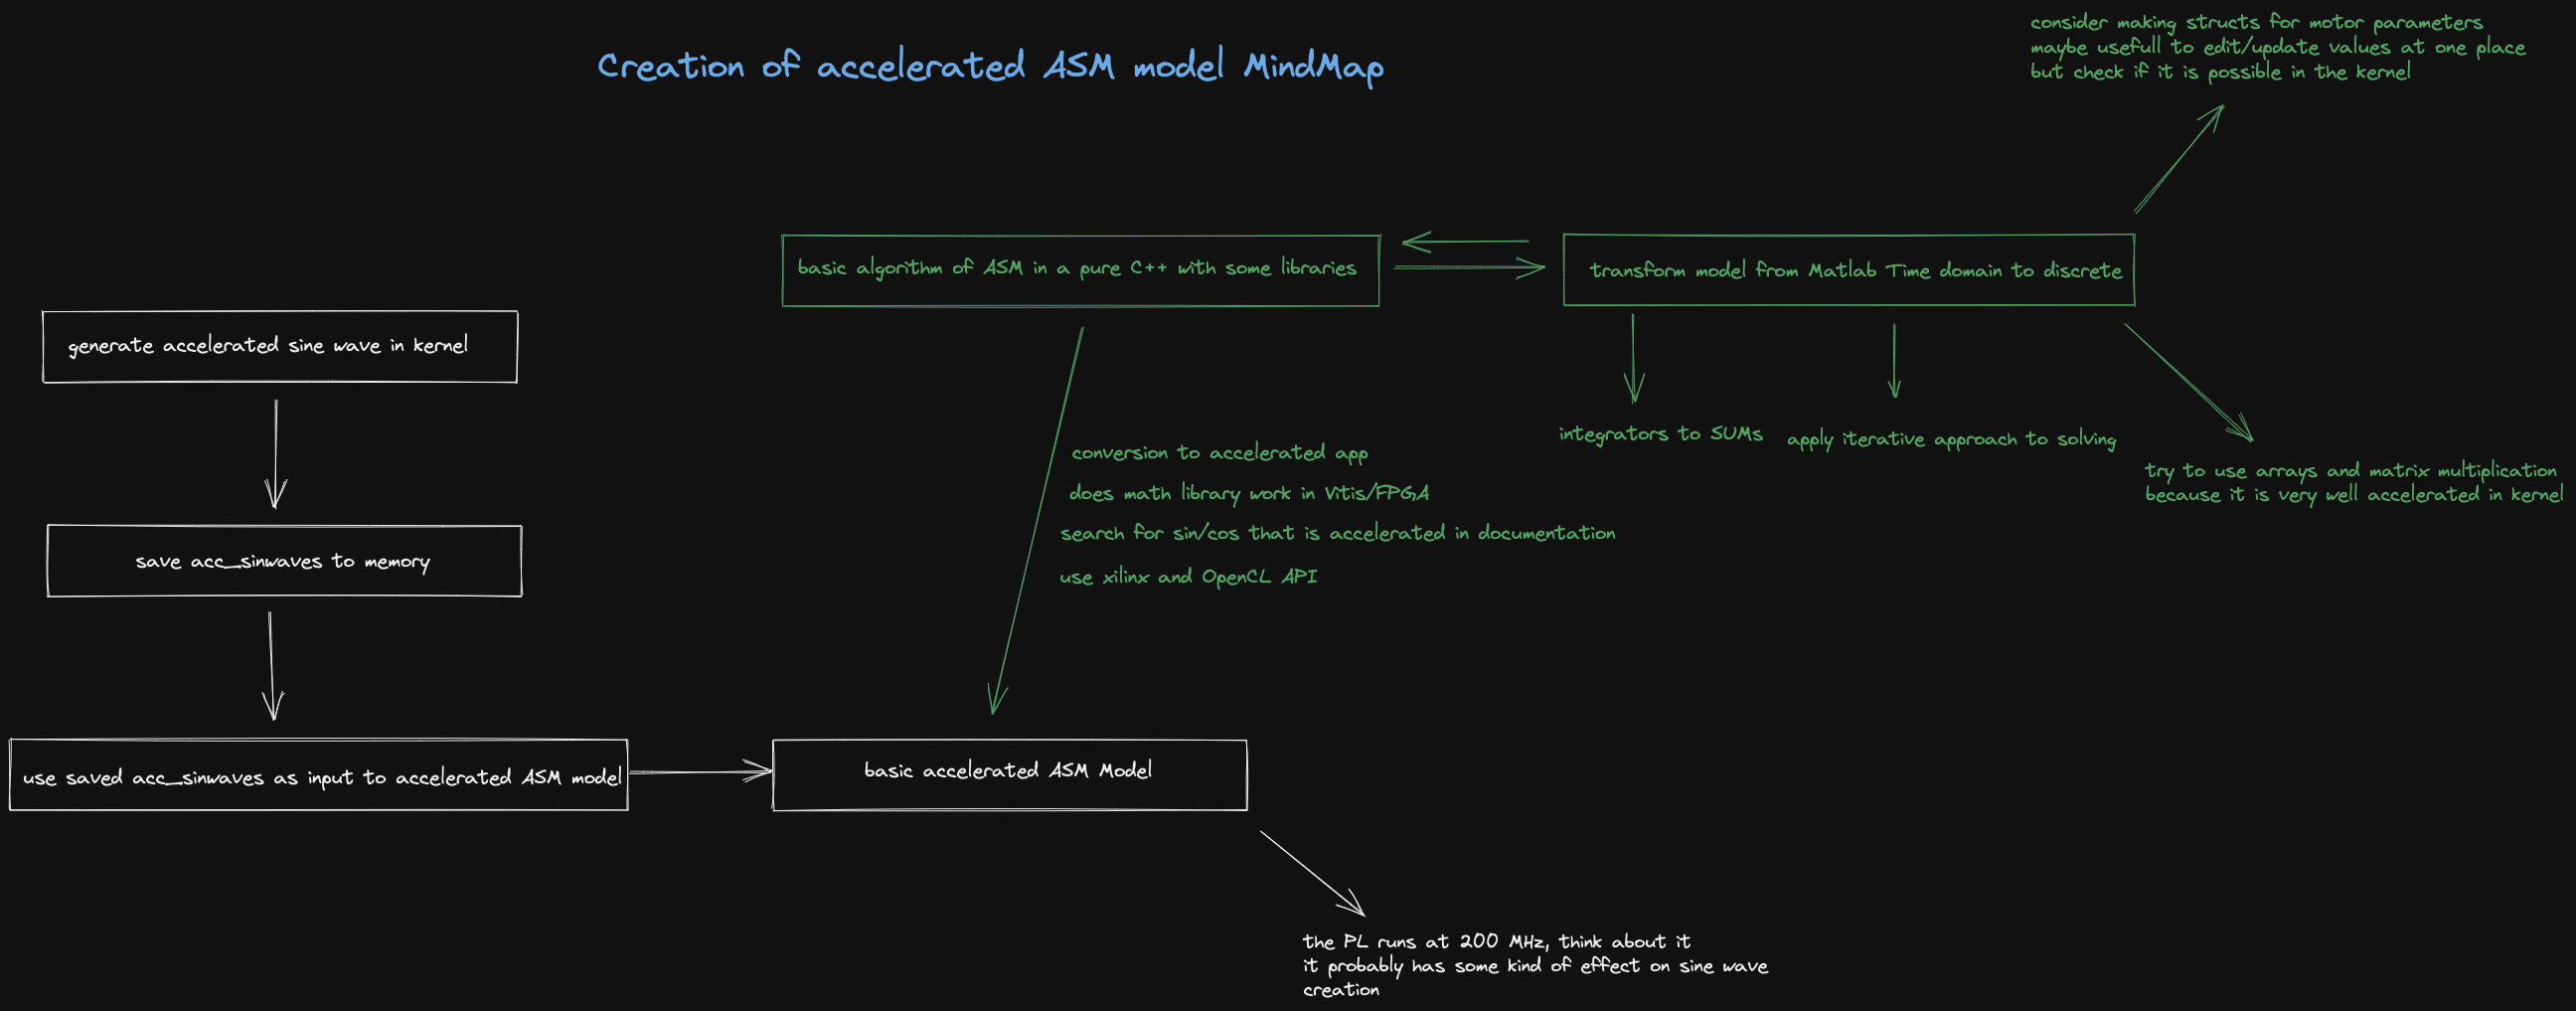 consider making structs for motor parameters
maybe usefull to edit/update values at one place
but check if it is possible in the kernel
Creation of accelerated ASM model MindMap
basic algorithm of ASM in a pure C++ with some libraries
transform model from Matlab Time domain to discrete
generate accelerated sine wave in kernel
integrators to SUMs
apply iterative approach to solving
try to use arrays and matrix multiplication
because it is very well accelerated in kernel
conversion to accelerated app
does math library work in Vitis/FPGA
search for sin/cos that is accelerated in documentation
use xilinx and OpenCL API
save acc_sinwaves to memory
use saved acc_sinwaves as input to accelerated ASM model
basic accelerated ASM Model
the PL runs at 200 MHz, think about it
it probably has some kind of effect on sine wave
creation